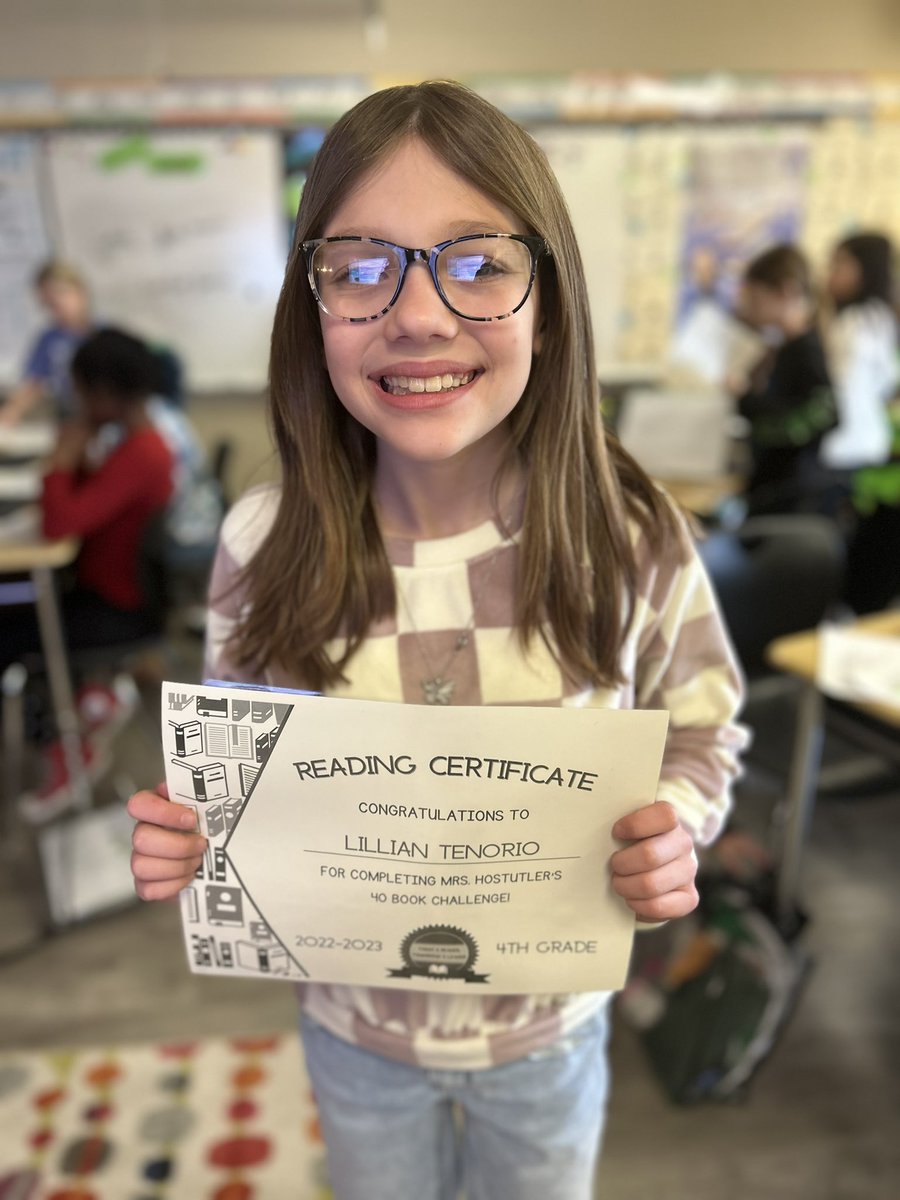 READING CERTIFICATE
CONGRATULATIONS TO
LILLIAN TENORIO
FOR COMPLETING MRS. HOSTUTLER'S
40 BOOK CHALLENGE!
2022-2023
4TH GRADE